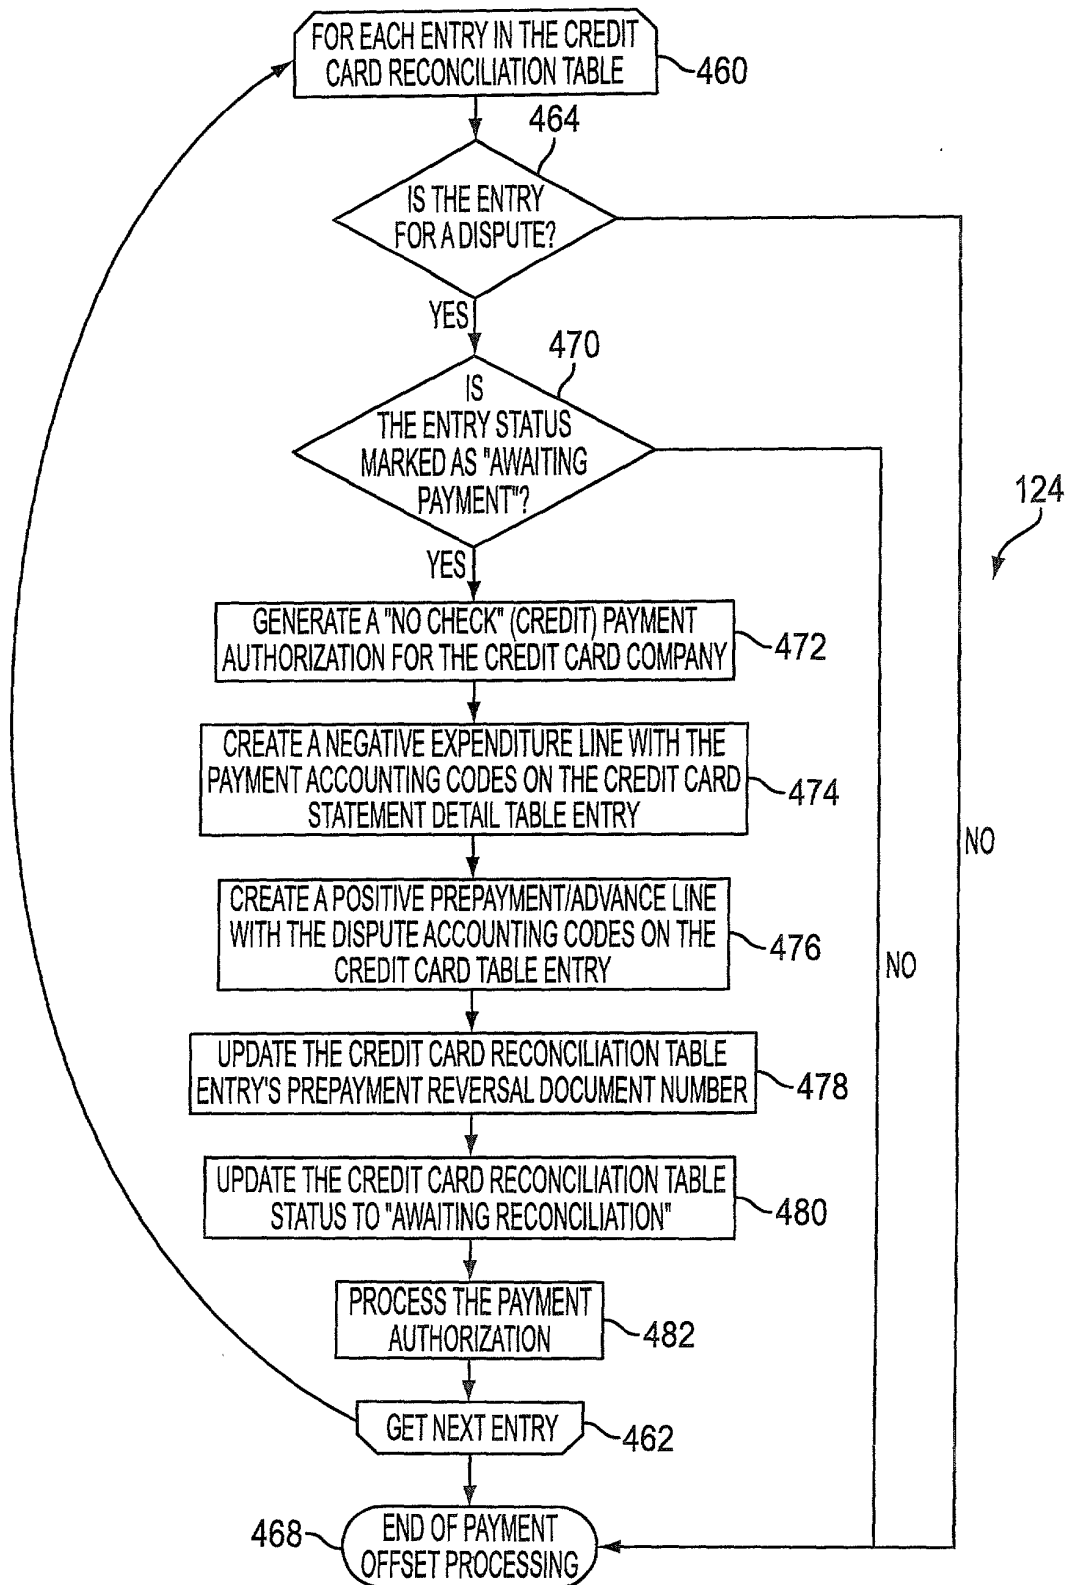 FOR EACH ENTRY IN THE CREDIT
CARD RECONCILIATION TABLE
460
464
IS THE ENTRY
FOR A DISPUTE?
YES
470
IS
THE ENTRY STATUS
MARKED AS "AWAITING
PAYMENT"?
124
YES
GENERATE A "NO CHECK" (CREDIT) PAYMENT
AUTHORIZATION FOR THE CREDIT CARD COMPANY
472
CREATE A NEGATIVE EXPENDITURE LINE WITH THE
PAYMENT ACCOUNTING CODES ON THE CREDIT CARD
STATEMENT DETAIL TABLE ENTRY
474
NO
CREATE A POSITIVE PREPAYMENT/ADVANCE LINE
WITH THE DISPUTE ACCOUNTING CODES ON THE
CREDIT CARD TABLE ENTRY
476
NO
UPDATE THE CREDIT CARD RECONCILIATION TABLE
ENTRY'S PREPAYMENT REVERSAL DOCUMENT NUMBER
478
UPDATE THE CREDIT CARD RECONCILIATION TABLE
STATUS TO "AWAITING RECONCILIATION"
480
PROCESS THE PAYMENT
AUTHORIZATION
482
GET NEXT ENTRY
462
468
END OF PAYMENT
OFFSET PROCESSING